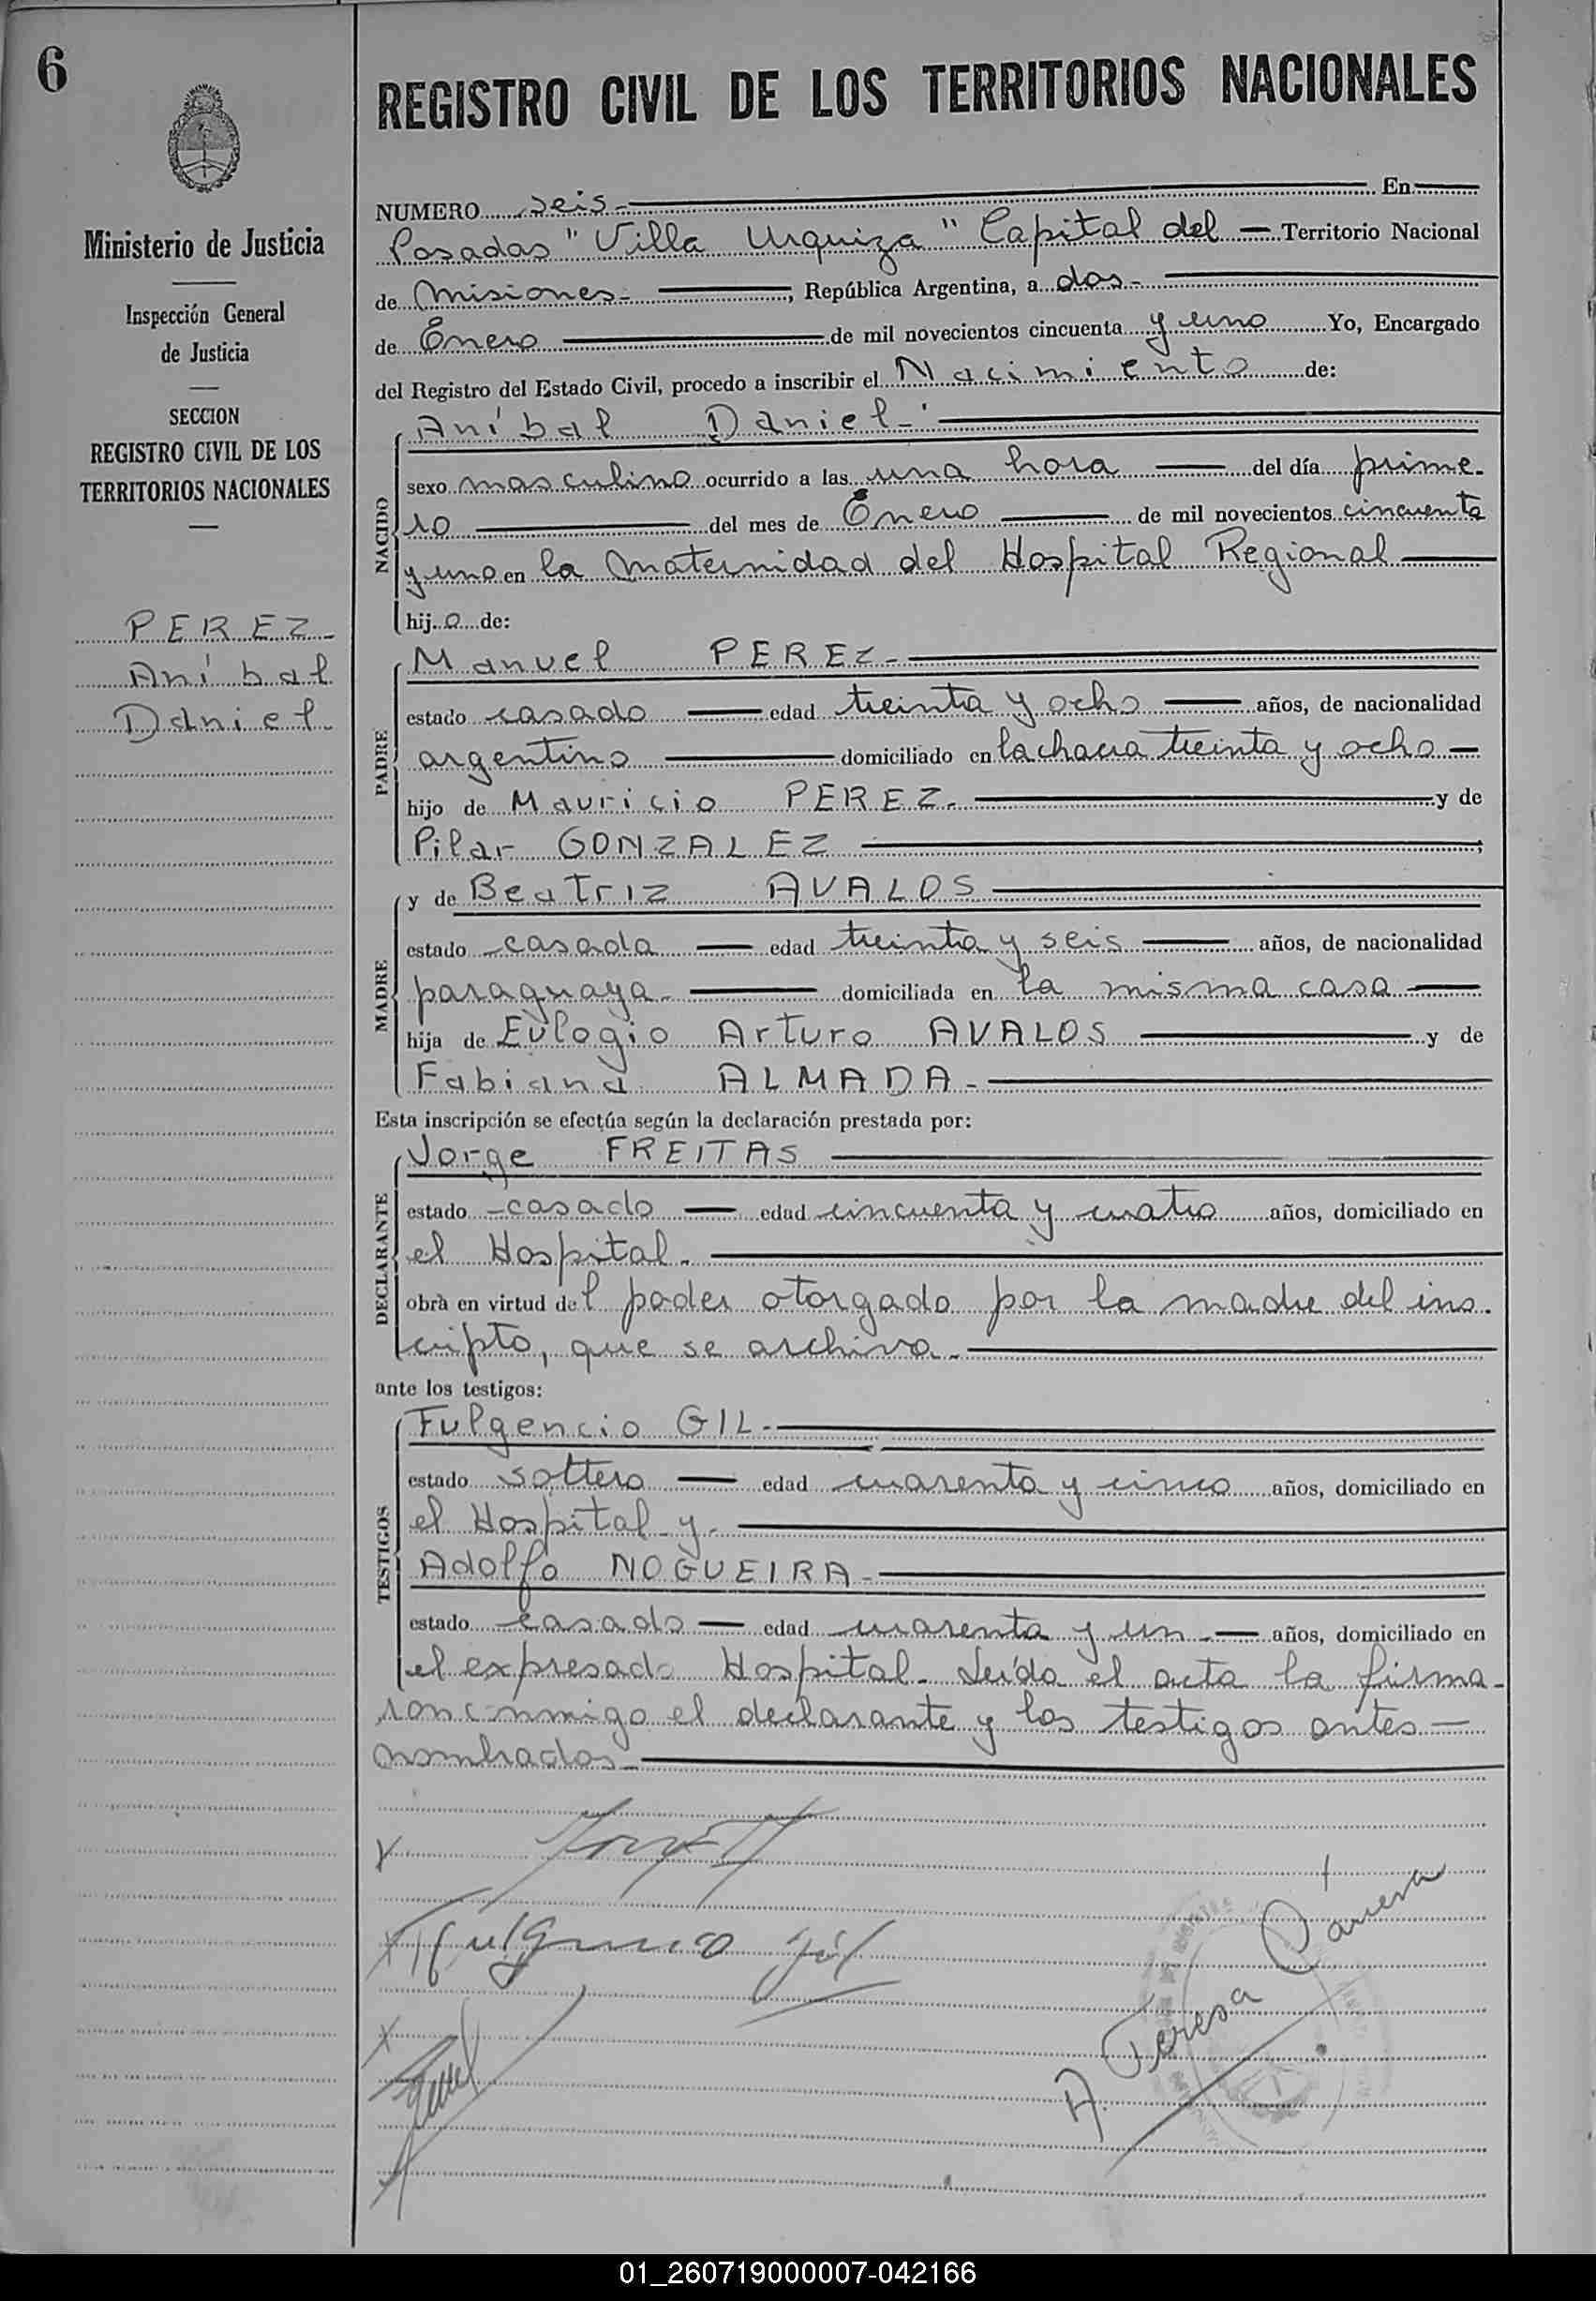 6
REGISTRO CIVIL DE LOS TERRITORIOS NACIONALES
Ministerio de Justicia
Inspección General
de Justicia
SECCION
REGISTRO CIVIL DE LOS
TERRITORIOS NACIONALES
PEREZ-
Aníbal
Daniel-
NUMERO seis- En
Posadas "Villa Urquiza" Capital del Territorio Nacional
de Misiones- , República Argentina, a dos-
de Enero de mil novecientos cincuenta y uno Yo, Encargado
del Registro del Estado Civil, procedo a inscribir el Nacimiento de:
NACIDO
Aníbal Daniel-
sexo masculino ocurrido a las una hora del día prime-
ro del mes de Enero de mil novecientos cincuenta
y uno en la Maternidad del Hospital Regional
hijo de:
PADRE
Manuel PEREZ-
estado casado edad treinta y ocho años, de nacionalidad
argentino domiciliado en la chacra treinta y ocho
hijo de Mauricio PEREZ. y de
Pilar GONZALEZ ;
MADRE
y de Beatriz AVALOS
estado casada edad treinta y seis años, de nacionalidad
paraguaya- domiciliada en la misma casa
hija de Eulogio Arturo AVALOS y de
Fabiana ALMADA-
Esta inscripción se efectúa según la declaración prestada por:
DECLARANTE
Jorge FREITAS
estado casado edad cincuenta y cuatro años, domiciliado en
el Hospital.
obra en virtud del poder otorgado por la madre del ins-
cripto, que se archiva.-
ante los testigos:
TESTIGOS
Fulgencio GIL-
estado soltero edad cuarenta y cinco años, domiciliado en
el Hospital y-
Adolfo NOGUEIRA-
estado casado edad cuarenta y un.- años, domiciliado en
el expresado Hospital- Leída el acta la firma-
ron conmigo el declarante y los testigos antes-
nombrados-
Fulgencio Gil
A. Teresa
01_260719000007-042166